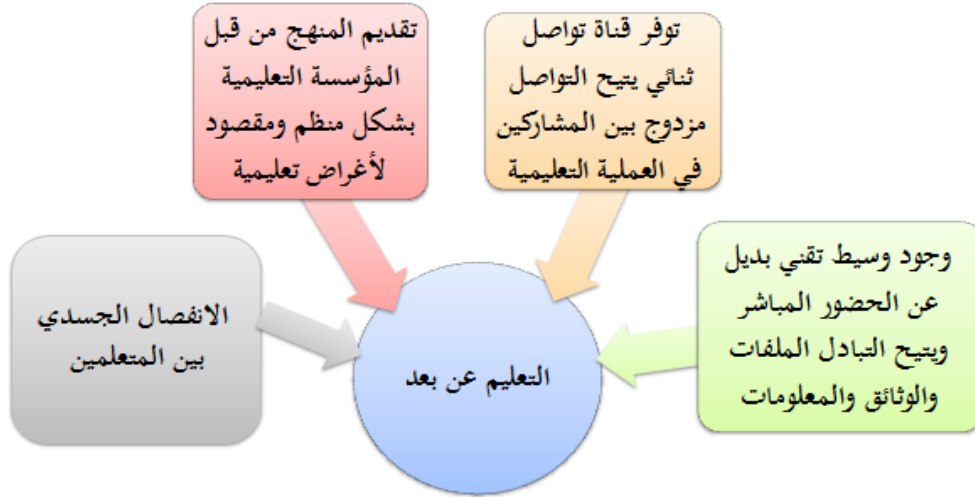 توفر قناة تواصل
ثنائي يتيح التواصل
مزدوج بين المشاركين
في العملية التعليمية
تقديم المنهج من قبل
المؤسسة التعليمية
بشكل منظم ومقصود
لأغراض تعليمية
وجود وسيط تقني بديل
عن الحضور المباشر
ويتيح التبادل الملفات
والوثائق والمعلومات
الانفصال الجسدي
بين المتعلمين
التعليم عن بعد